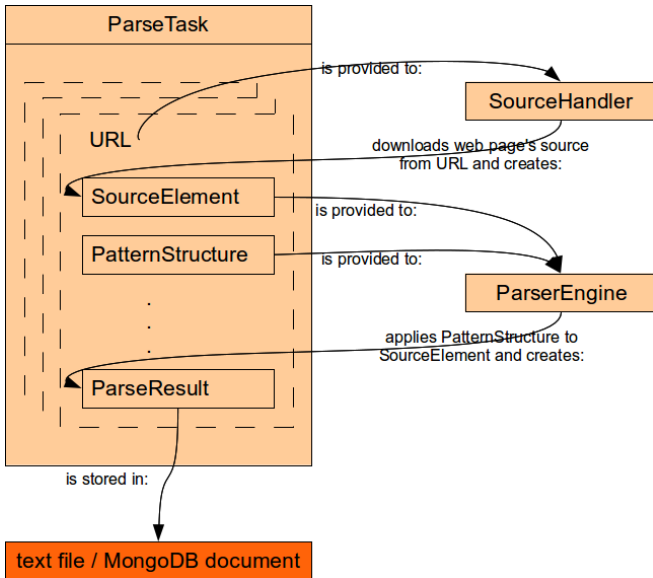 ParseTask
is provided to:
SourceHandler
URL
downloads web page's source
from URL and creates:
SourceElement
is provided to:
PatternStructure
is provided to:
ParserEngine
applies PatternStructure to
SourceElement and creates:
ParseResult
is stored in:
text file / MongoDB document